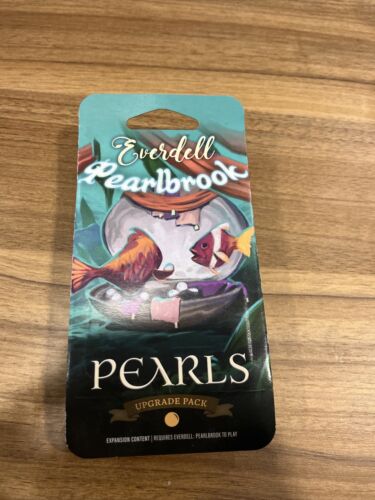 Everdell
Pearlbrook
PEARLS
UPGRADE PACK
EXPANSION CONTENT | REQUIRES EVERDELL: PEARLBROOK TO PLAY